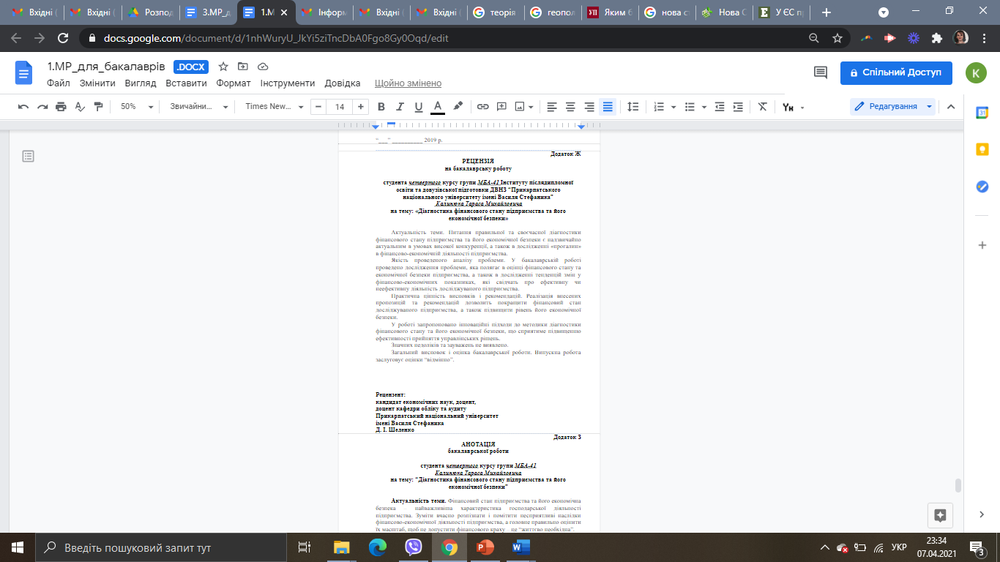 Вхідні (
Вхідні (
Розпод
3.МР_д
1.М
Інформ
Вхідні (
Вхідні (
теорія
геопол
УП Яким б
нова ст
Нова С
Є У ЄС п
docs.google.com/document/d/1nhWuryU_JkYi5ziTncDbA0Fgo8Gy0Oqd/edit
1.МР_для_бакалаврів .DOCX
Файл Змінити Вигляд Вставити Формат Інструменти Довідка Щойно змінено
Спільний Доступ
K
50% Звичайни... Times New... 14 B I U A Редагування
“___” __________ 2019 р.
Додаток Ж
РЕЦЕНЗІЯ
на бакалаврську роботу
студента четвертого курсу групи МБА-41 Інституту післядипломної
освіти та довузівської підготовки ДВНЗ “Прикарпатського
національного університету імені Василя Стефаника”
Калинюка Тараса Михайловича
на тему: «Діагностика фінансового стану підприємства та його
економічної безпеки»
Актуальність теми. Питання правильної та своєчасної діагностики
фінансового стану підприємства та його економічної безпеки є надзвичайно
актуальним в умовах високої конкуренції, а також в дослідженні «прогалин»
в фінансово-економічній діяльності підприємства.
Якість проведеного аналізу проблеми. У бакалаврській роботі
проведено дослідження проблеми, яка полягає в оцінці фінансового стану та
економічної безпеки підприємства, а також в дослідженні тенденцій змін у
фінансово-економічних показниках, які свідчать про ефективну чи
неефективну діяльність досліджуваного підприємства.
Практична цінність висновків і рекомендацій. Реалізація внесених
пропозицій та рекомендацій дозволить покращити фінансовий стан
досліджуваного підприємства, а також підвищити рівень його економічної
безпеки.
У роботі запропоновано інноваційні підходи до методики діагностики
фінансового стану та його економічної безпеки, що сприятиме підвищенню
ефективності прийняття управлінських рішень.
Значних недоліків та зауважень не виявлено.
Загальний висновок і оцінка бакалаврської роботи. Випускна робота
заслуговує оцінки “відмінно”.
Рецензент:
кандидат економічних наук, доцент,
доцент кафедри обліку та аудиту
Прикарпатський національний університет
імені Василя Стефаника
Д. І. Шеленко
Додаток З
АНОТАЦІЯ
бакалаврської роботи
студента четвертого курсу групи МБА-41
Калинюка Тараса Михайловича
на тему: “Діагностика фінансового стану підприємства та його
економічної безпеки”
Актуальність теми. Фінансовий стан підприємства та його економічна
безпека найважливіша характеристика господарської діяльності
підприємства. Зуміти вчасно розпізнати і помітити несприятливі наслідки
фінансово-економічної діяльності підприємства, а головне правильно оцінити
їх масштаб, щоб не допустити фінансового краху – це “життєво необхідна”.
31
Введіть пошуковий запит тут
УКР
23:34
07.04.2021
3